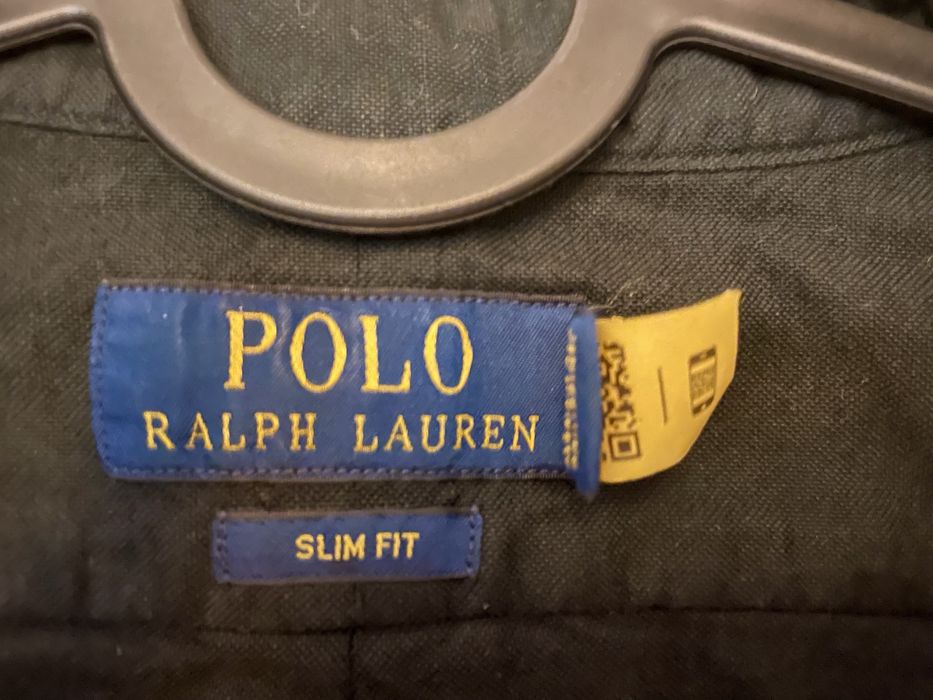 POLO
RALPH LAUREN
SLIM FIT